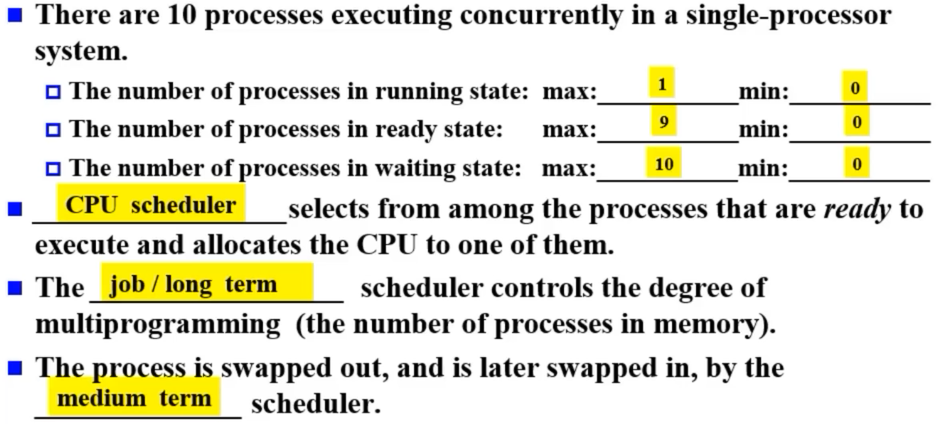 There are 10 processes executing concurrently in a single-processor
system.
The number of processes in running state: max: 1 min: 0
The number of processes in ready state: max: 9 min: 0
The number of processes in waiting state: max: 10 min: 0
CPU scheduler selects from among the processes that are ready to
execute and allocates the CPU to one of them.
The job / long term scheduler controls the degree of
multiprogramming (the number of processes in memory).
The process is swapped out, and is later swapped in, by the
medium term scheduler.